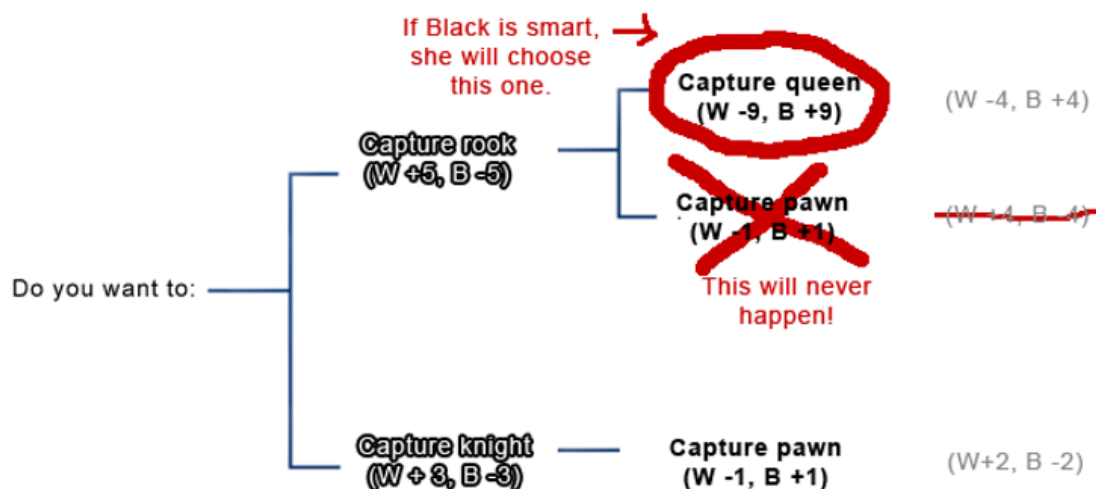 If Black is smart,
she will choose
this one.
Capture queen
(W -9, B +9)
(W -4, B +4)
Capture rook
(W +5, B -5)
Capture pawn
(W -1, B +1)
(W +4, B -4)
This will never
happen!
Do you want to:
Capture knight
(W + 3, B -3)
Capture pawn
(W -1, B +1)
(W+2, B -2)